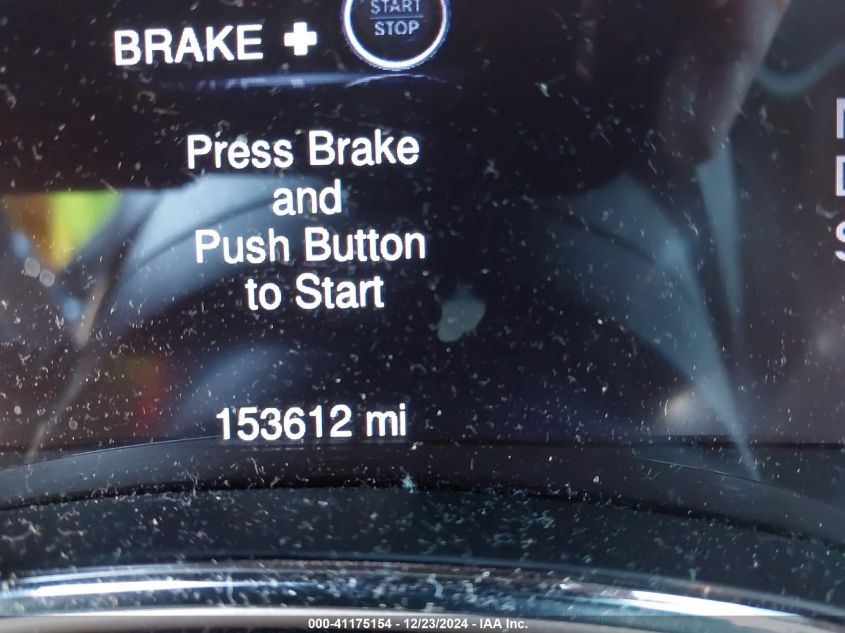 START
STOP
BRAKE +
Press Brake
and
Push Button
to Start
153612 mi
000-41175154 - 12/23/2024 - IAA Inc.